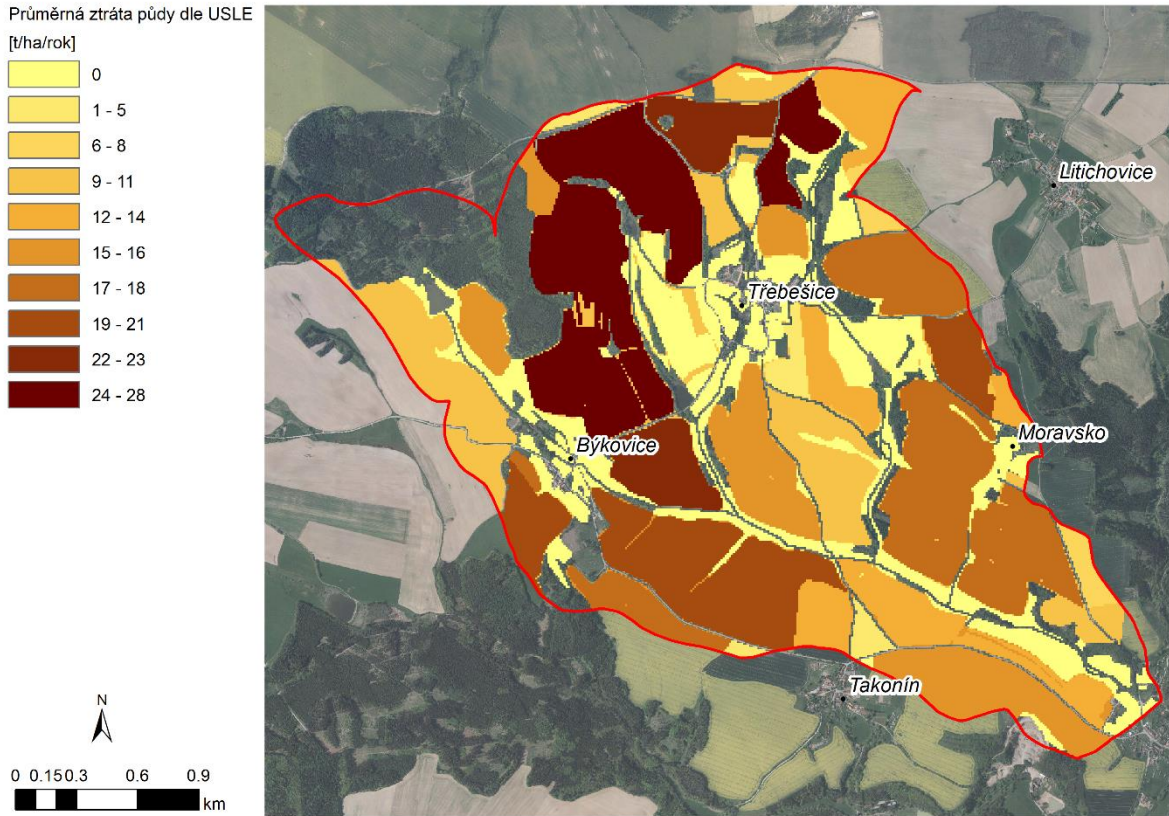 Průměrná ztráta půdy dle USLE
[t/ha/rok]
0
1 - 5
6 - 8
9 - 11
12 - 14
15 - 16
17 - 18
19 - 21
22 - 23
24 - 28
Litichovice
Třebešice
Moravsko
Býkovice
Takonín
N
0 0.15 0.3 0.6 0.9
km